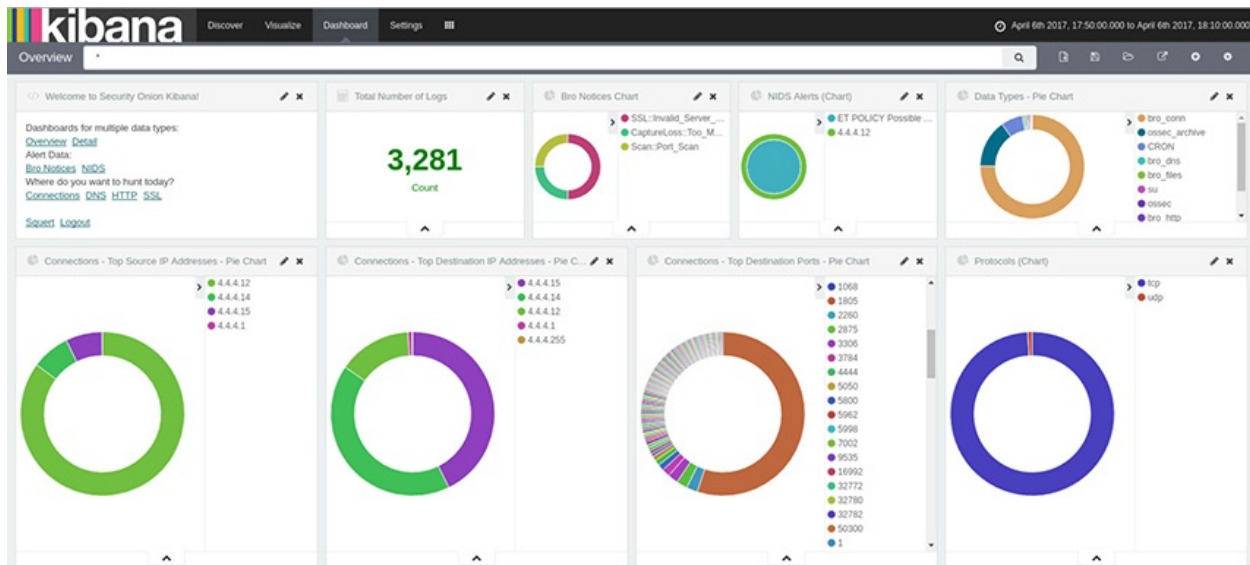 kibana
Discover Visualize Dashboard Settings
April 6th 2017, 17:50:00.000 to April 6th 2017, 18:10:00.000
Overview *
</> Welcome to Security Onion Kibana!
Dashboards for multiple data types:
Overview Detail
Alert Data:
Bro Notices NIDS
Where do you want to hunt today?
Connections DNS HTTP SSL
Squert Logout
Total Number of Logs
3,281
Count
Bro Notices Chart
SSL::Invalid_Server_...
CaptureLoss::Too_M...
Scan::Port_Scan
NIDS Alerts (Chart)
ET POLICY Possible ...
4.4.4.12
Data Types - Pie Chart
bro_conn
ossec_archive
CRON
bro_dns
bro_files
su
ossec
bro_http
Connections - Top Source IP Addresses - Pie Chart
4.4.4.12
4.4.4.14
4.4.4.15
4.4.4.1
Connections - Top Destination IP Addresses - Pie C...
4.4.4.15
4.4.4.14
4.4.4.12
4.4.4.1
4.4.4.255
Connections - Top Destination Ports - Pie Chart
1068
1805
2260
2875
3306
3784
4444
5050
5800
5962
5998
7002
9535
16992
32772
32780
32782
50300
1
Protocols (Chart)
tcp
udp